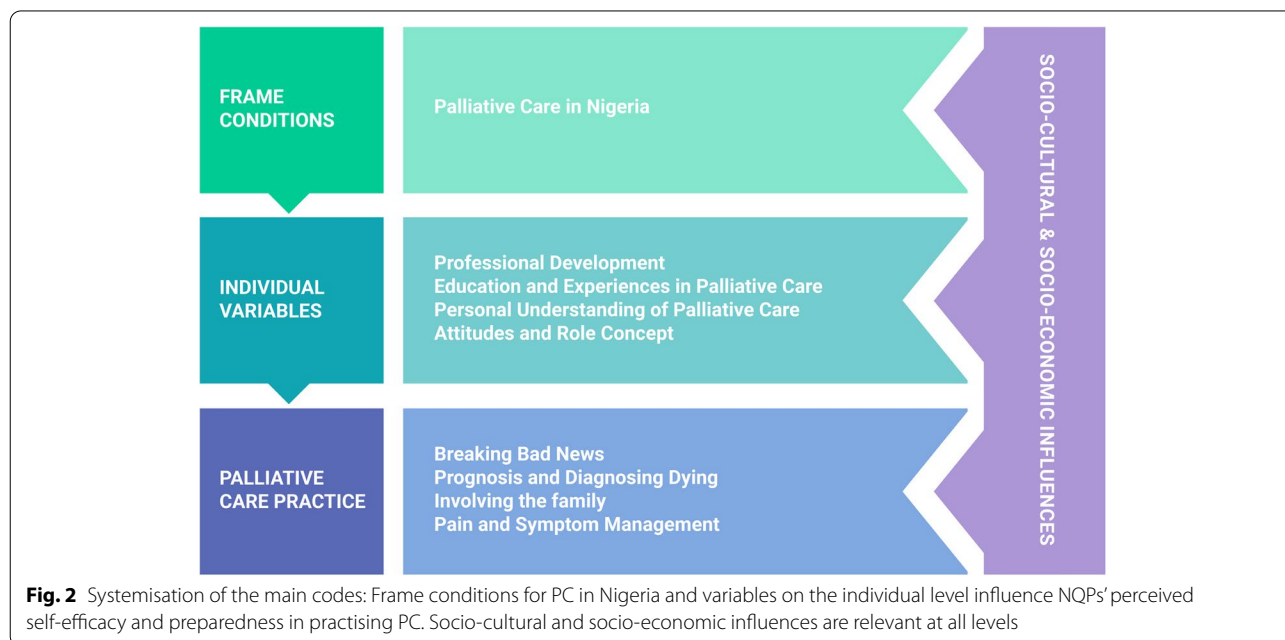 FRAME
CONDITIONS
Palliative Care in Nigeria
INDIVIDUAL
VARIABLES
Professional Development
Education and Experiences in Palliative Care
Personal Understanding of Palliative Care
Attitudes and Role Concept
PALLIATIVE
CARE PRACTICE
Breaking Bad News
Prognosis and Diagnosing Dying
Involving the family
Pain and Symptom Management
SOCIO-CULTURAL & SOCIO-ECONOMIC INFLUENCES
Fig. 2 Systemisation of the main codes: Frame conditions for PC in Nigeria and variables on the individual level influence NQPs’ perceived
self-efficacy and preparedness in practising PC. Socio-cultural and socio-economic influences are relevant at all levels